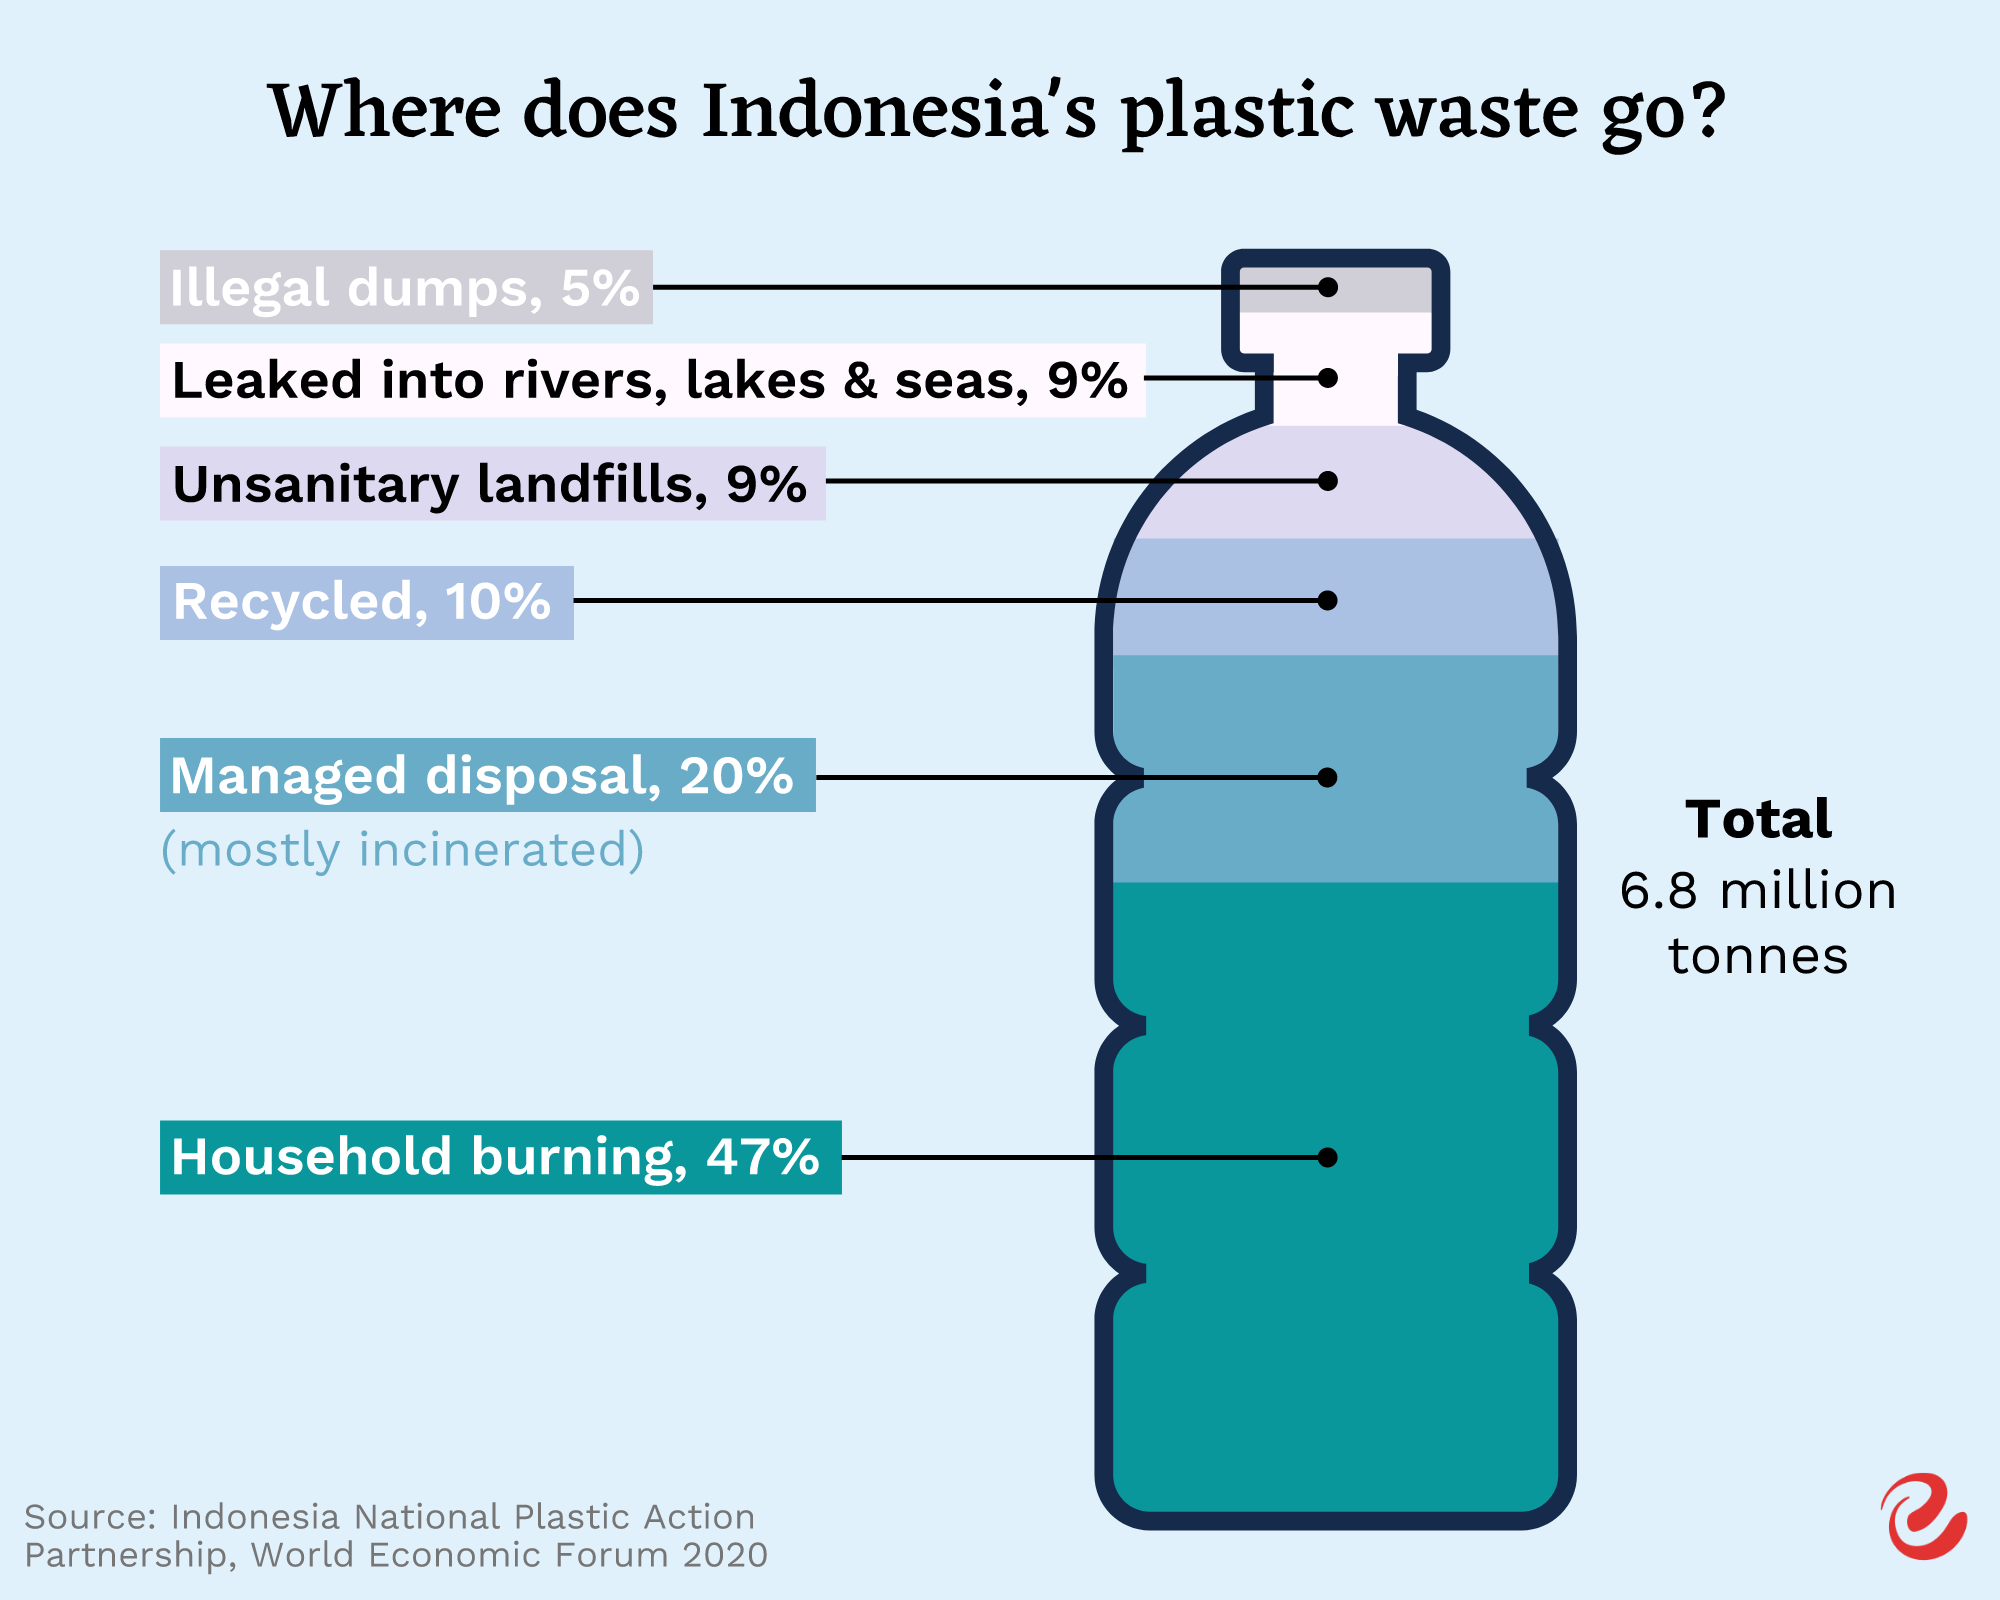 Where does Indonesia's plastic waste go?
Illegal dumps, 5%
Leaked into rivers, lakes & seas, 9%
Unsanitary landfills, 9%
Recycled, 10%
Managed disposal, 20%
(mostly incinerated)
Total
6.8 million
tonnes
Household burning, 47%
Source: Indonesia National Plastic Action
Partnership, World Economic Forum 2020